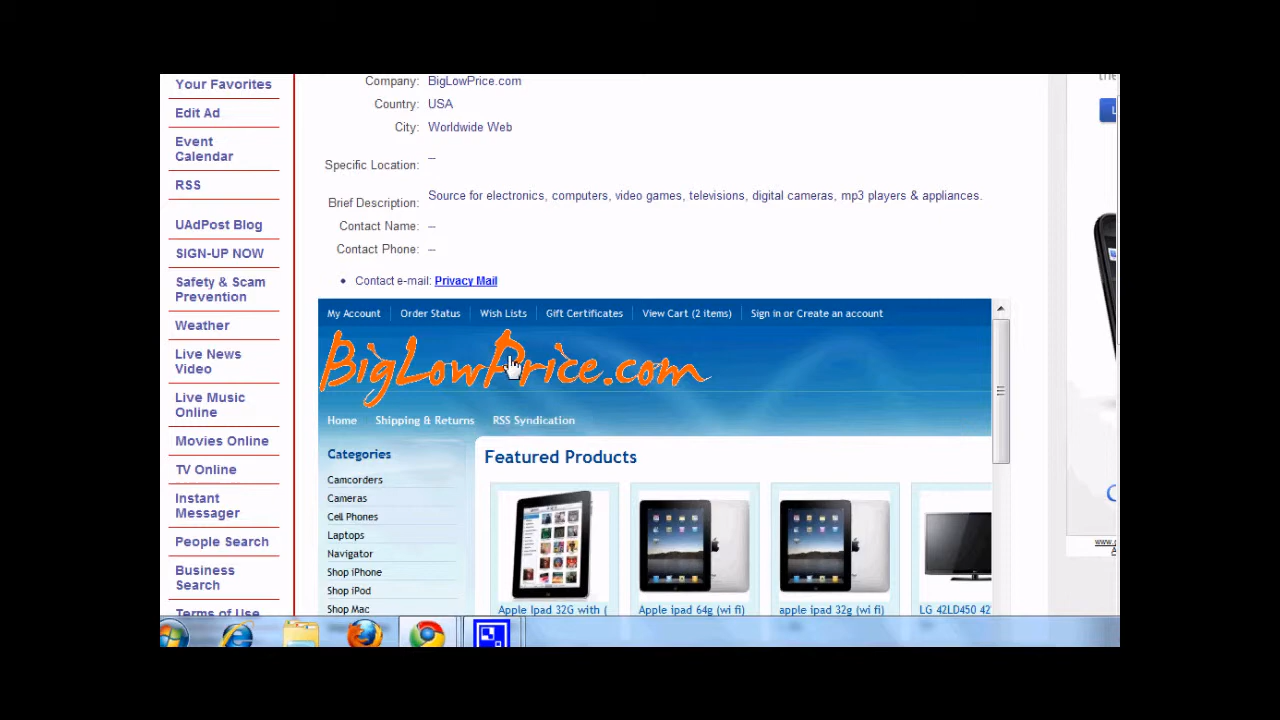 Your Favorites
Edit Ad
Event
Calendar
RSS
UAdPost Blog
SIGN-UP NOW
Safety & Scam
Prevention
Weather
Live News
Video
Live Music
Online
Movies Online
TV Online
Instant
Messager
People Search
Business
Search
Terms of Use
Company: BigLowPrice.com
Country: USA
City: Worldwide Web
Specific Location: --
Brief Description: Source for electronics, computers, video games, televisions, digital cameras, mp3 players & appliances.
Contact Name: --
Contact Phone: --
• Contact e-mail: Privacy Mail
My Account Order Status Wish Lists Gift Certificates View Cart (2 items) Sign in or Create an account
BigLowPrice.com
Home Shipping & Returns RSS Syndication
Categories
Camcorders
Cameras
Cell Phones
Laptops
Navigator
Shop iPhone
Shop iPod
Shop Mac
Featured Products
Apple Ipad 32G with ( Apple ipad 64g (wi fi) apple ipad 32g (wi fi) LG 42LD450 42